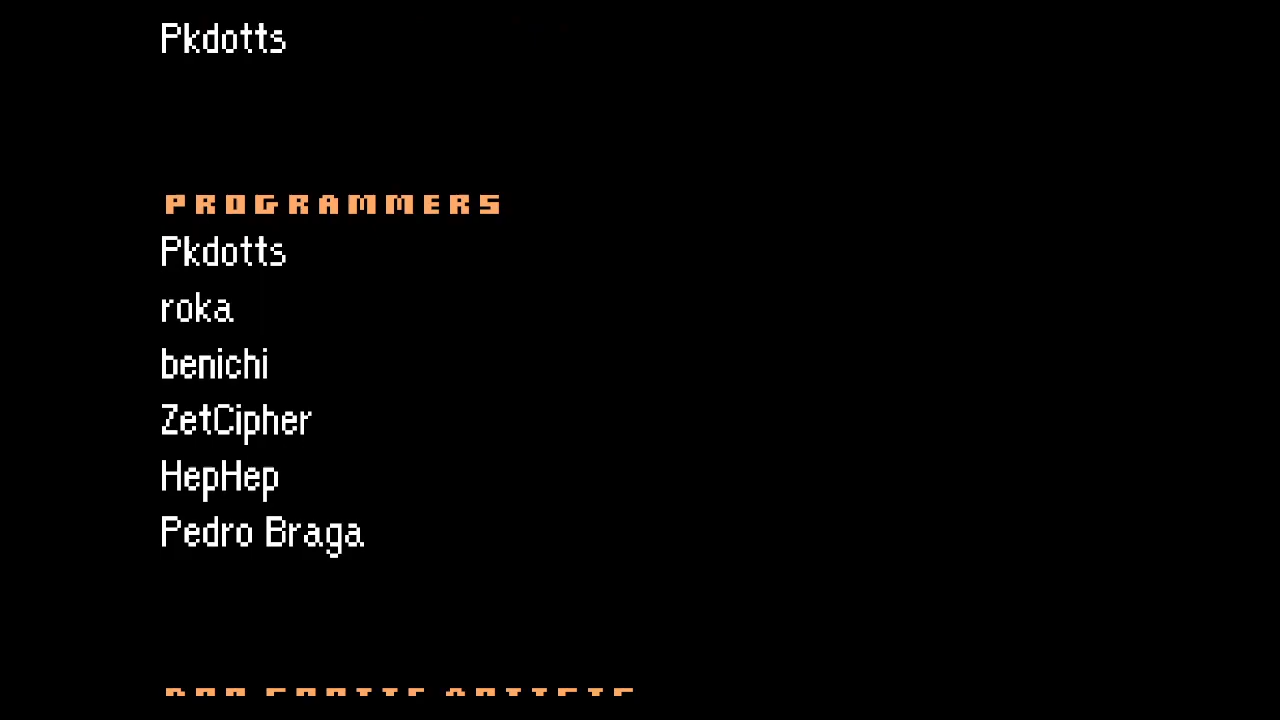 Pkdotts
PROGRAMMERS
Pkdotts
roka
benichi
ZetCipher
HepHep
Pedro Braga